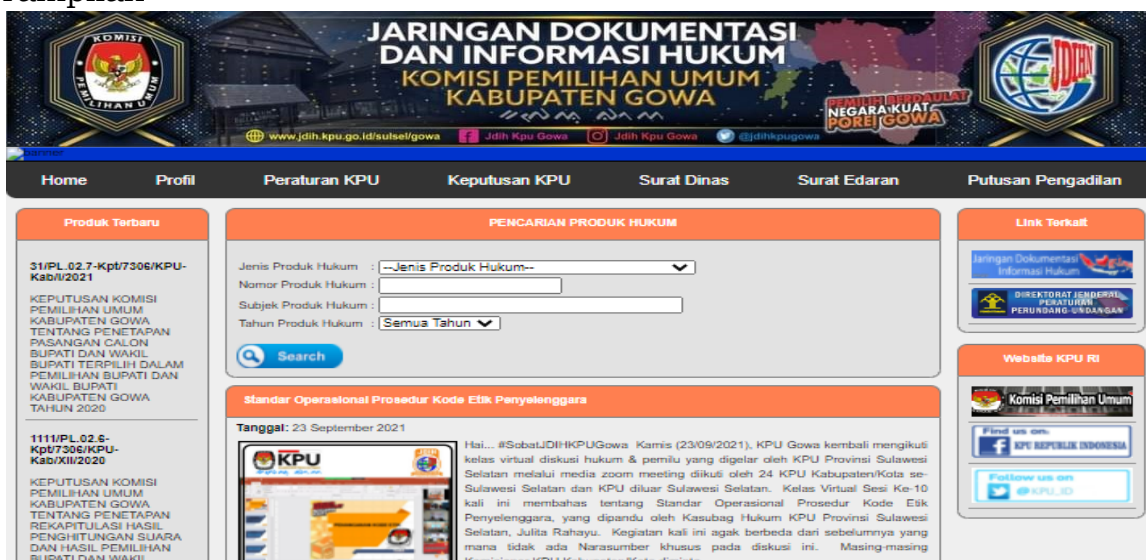 JARINGAN DOKUMENTASI
DAN INFORMASI HUKUM
KOMISI PEMILIHAN UMUM
KABUPATEN GOWA
KOMISI
PEMILIHAN UMUM
JDIHN
PEMILIH BERDAULAT
NEGARA KUAT
POREI GOWA
www.jdih.kpu.go.id/sulsel/gowa Jdih Kpu Gowa Jdih Kpu Gowa @jdihkpugowa
banner
Home Profil Peraturan KPU Keputusan KPU Surat Dinas Surat Edaran Putusan Pengadilan
Produk Terbaru
31/PL.02.7-Kpt/7306/KPU-
Kab/I/2021
KEPUTUSAN KOMISI
PEMILIHAN UMUM
KABUPATEN GOWA
TENTANG PENETAPAN
PASANGAN CALON
BUPATI DAN WAKIL
BUPATI TERPILIH DALAM
PEMILIHAN BUPATI DAN
WAKIL BUPATI
KABUPATEN GOWA
TAHUN 2020
1111/PL.02.6-
Kpt/7306/KPU-
Kab/XII/2020
KEPUTUSAN KOMISI
PEMILIHAN UMUM
KABUPATEN GOWA
TENTANG PENETAPAN
REKAPITULASI HASIL
PENGHITUNGAN SUARA
DAN HASIL PEMILIHAN
BUPATI DAN WAKIL
PENCARIAN PRODUK HUKUM
Jenis Produk Hukum : --Jenis Produk Hukum--
Nomor Produk Hukum :
Subjek Produk Hukum :
Tahun Produk Hukum : Semua Tahun
Search
Standar Operasional Prosedur Kode Etik Penyelenggara
Tanggal: 23 September 2021
KPU
Hai... #SobatJDIHKPUGowa Kamis (23/09/2021), KPU Gowa kembali mengikuti
kelas virtual diskusi hukum & pemilu yang digelar oleh KPU Provinsi Sulawesi
Selatan melalui media zoom meeting diikuti oleh 24 KPU Kabupaten/Kota se-
Sulawesi Selatan dan KPU diluar Sulawesi Selatan. Kelas Virtual Sesi Ke-10
kali ini membahas tentang Standar Operasional Prosedur Kode Etik
Penyelenggara, yang dipandu oleh Kasubag Hukum KPU Provinsi Sulawesi
Selatan, Julita Rahayu. Kegiatan kali ini agak berbeda dari sebelumnya yang
mana tidak ada Narasumber khusus pada diskusi ini. Masing-masing
Link Terkait
Jaringan Dokumentasi
Informasi Hukum
DIREKTORAT JENDERAL
PERATURAN
PERUNDANG-UNDANGAN
Website KPU RI
Komisi Pemilihan Umum
Find us on:
KPU REPUBLIK INDONESIA
Follow us on
@KPU_ID